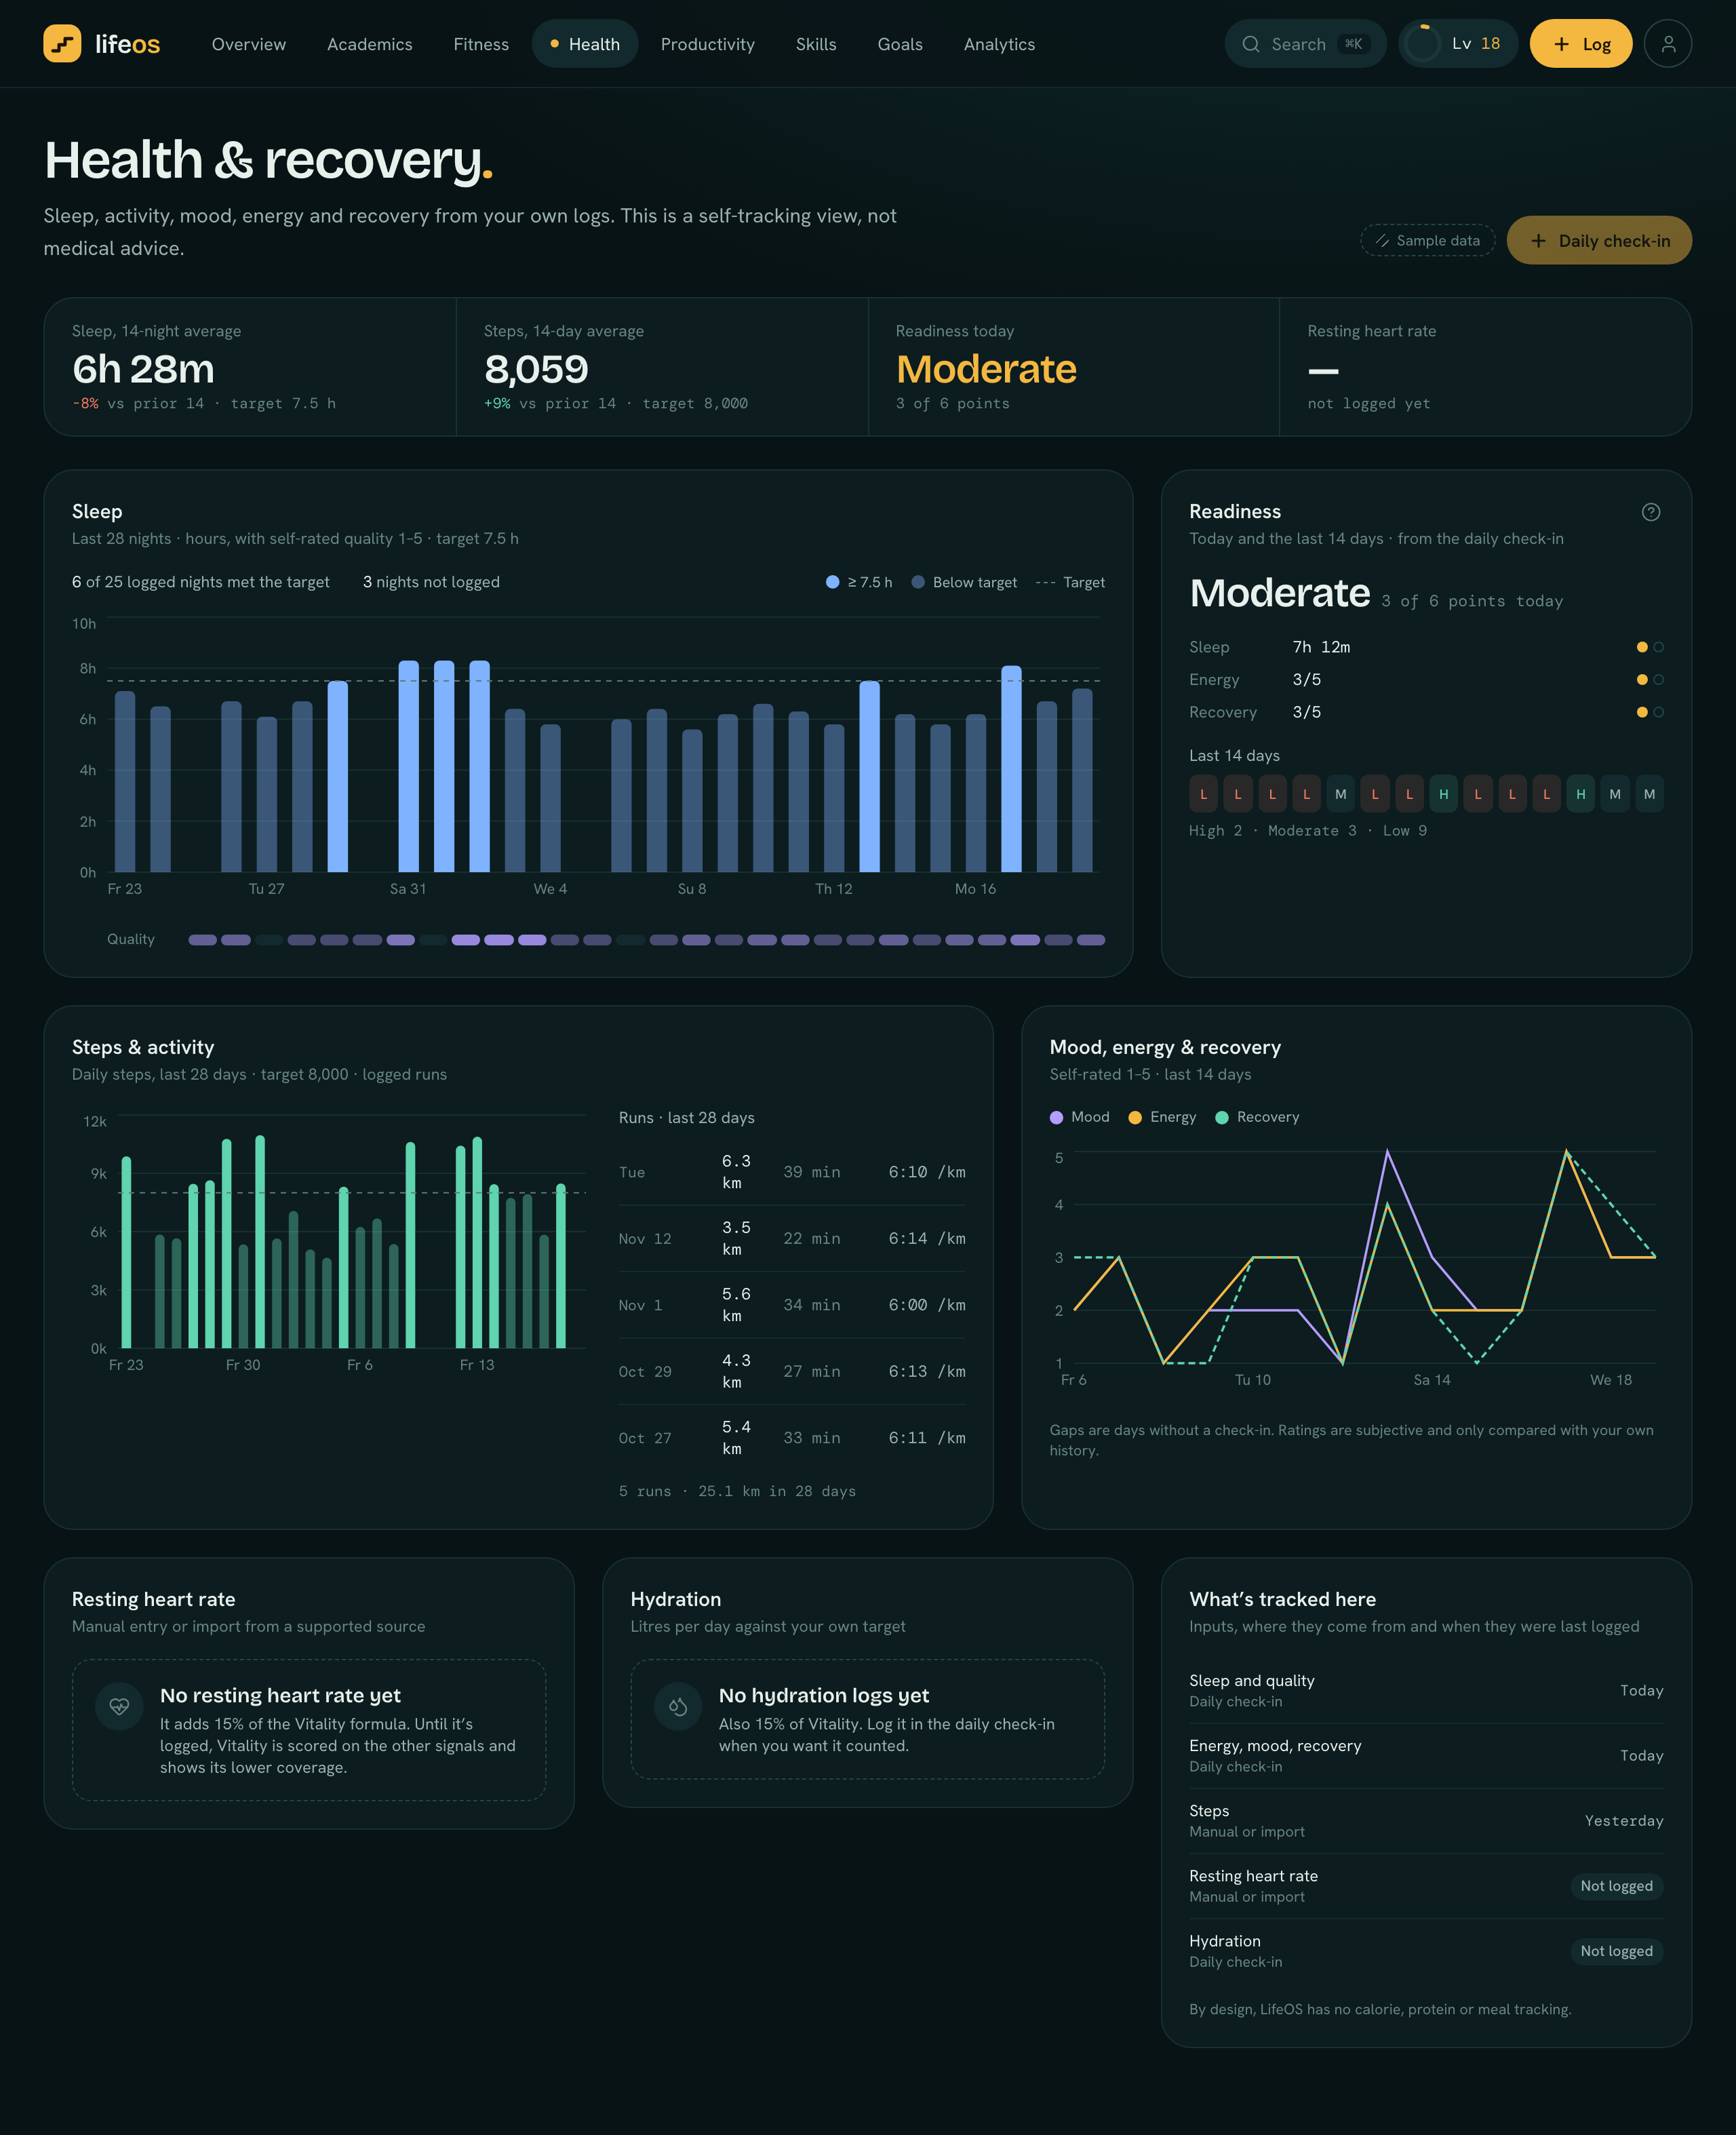 lifeos
Overview
Academics
Fitness
Health
Productivity
Skills
Goals
Analytics
Search ⌘K
Lv 18
+ Log
Health & recovery.
Sleep, activity, mood, energy and recovery from your own logs. This is a self-tracking view, not
medical advice.
Sample data
+ Daily check-in
Sleep, 14-night average
6h 28m
-8% vs prior 14 · target 7.5 h
Steps, 14-day average
8,059
+9% vs prior 14 · target 8,000
Readiness today
Moderate
3 of 6 points
Resting heart rate
—
not logged yet
Sleep
Last 28 nights · hours, with self-rated quality 1–5 · target 7.5 h
6 of 25 logged nights met the target
3 nights not logged
≥ 7.5 h
Below target
Target
10h
8h
6h
4h
2h
0h
Fr 23
Tu 27
Sa 31
We 4
Su 8
Th 12
Mo 16
Quality
Readiness
Today and the last 14 days · from the daily check-in
Moderate 3 of 6 points today
Sleep 7h 12m
Energy 3/5
Recovery 3/5
Last 14 days
L L L L M L L H L L L H M M
High 2 · Moderate 3 · Low 9
Steps & activity
Daily steps, last 28 days · target 8,000 · logged runs
12k
9k
6k
3k
0k
Fr 23
Fr 30
Fr 6
Fr 13
Runs · last 28 days
Tue 6.3 km 39 min 6:10 /km
Nov 12 3.5 km 22 min 6:14 /km
Nov 1 5.6 km 34 min 6:00 /km
Oct 29 4.3 km 27 min 6:13 /km
Oct 27 5.4 km 33 min 6:11 /km
5 runs · 25.1 km in 28 days
Mood, energy & recovery
Self-rated 1–5 · last 14 days
Mood
Energy
Recovery
5
4
3
2
1
Fr 6
Tu 10
Sa 14
We 18
Gaps are days without a check-in. Ratings are subjective and only compared with your own
history.
Resting heart rate
Manual entry or import from a supported source
No resting heart rate yet
It adds 15% of the Vitality formula. Until it’s
logged, Vitality is scored on the other signals and
shows its lower coverage.
Hydration
Litres per day against your own target
No hydration logs yet
Also 15% of Vitality. Log it in the daily check-in
when you want it counted.
What’s tracked here
Inputs, where they come from and when they were last logged
Sleep and quality
Daily check-in
Today
Energy, mood, recovery
Daily check-in
Today
Steps
Manual or import
Yesterday
Resting heart rate
Manual or import
Not logged
Hydration
Daily check-in
Not logged
By design, LifeOS has no calorie, protein or meal tracking.